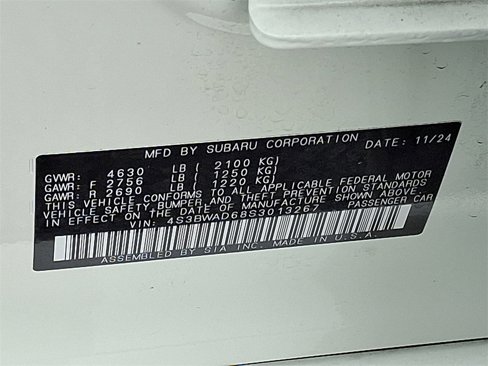 MFD BY SUBARU CORPORATION DATE: 11/24
GVWR: 4630 LB ( 2100 KG)
GAWR: F 2756 LB ( 1250 KG)
GAWR: R 2690 LB ( 1220 KG)
THIS VEHICLE CONFORMS TO ALL APPLICABLE FEDERAL MOTOR
VEHICLE SAFETY, BUMPER, AND THEFT PREVENTION STANDARDS
IN EFFECT ON THE DATE OF MANUFACTURE SHOWN ABOVE.
VIN: 4S3BWAD68S3013267 PASSENGER CAR
ASSEMBLED BY SIA INC. MADE IN U.S.A.